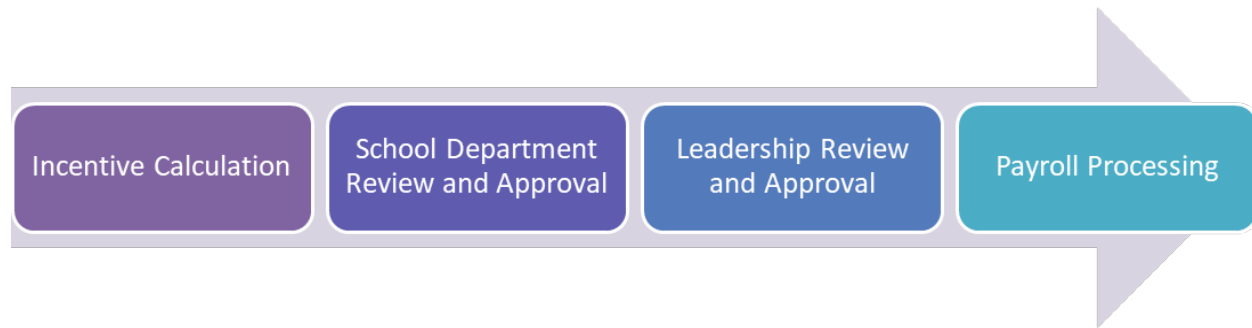 Incentive Calculation
School Department
Review and Approval
Leadership Review
and Approval
Payroll Processing